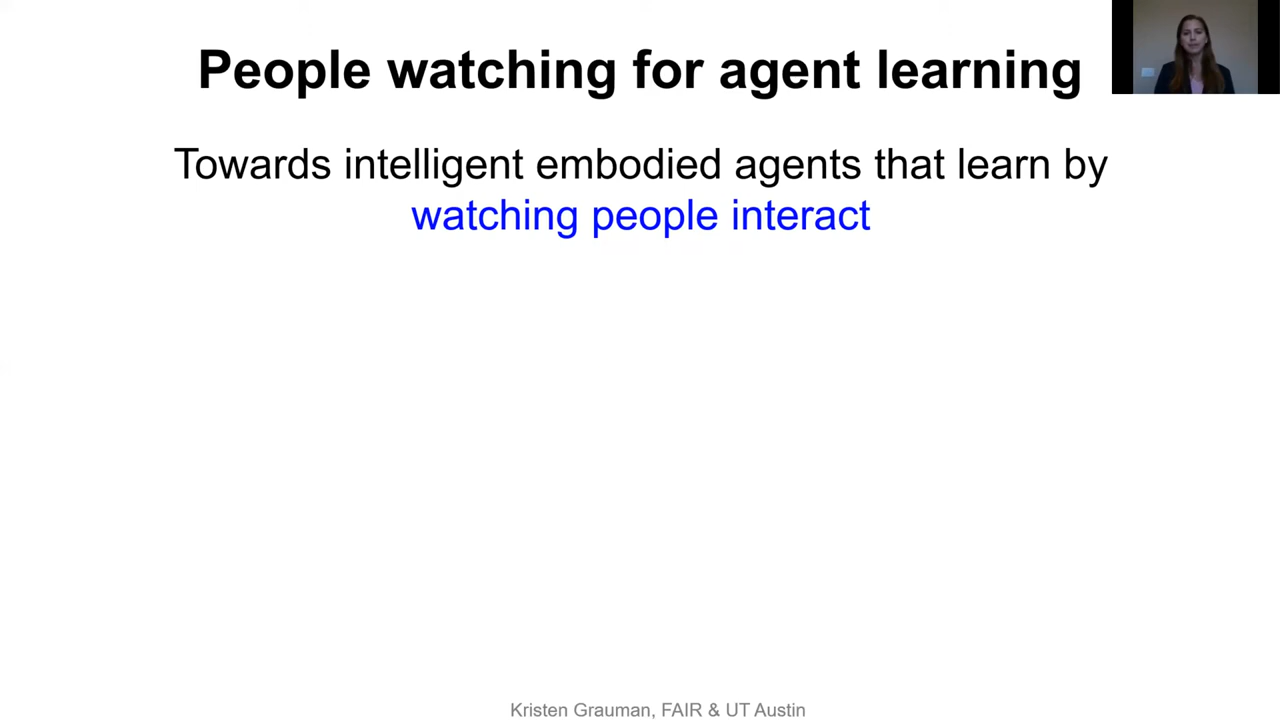 People watching for agent learning
Towards intelligent embodied agents that learn by
watching people interact
Kristen Grauman, FAIR & UT Austin